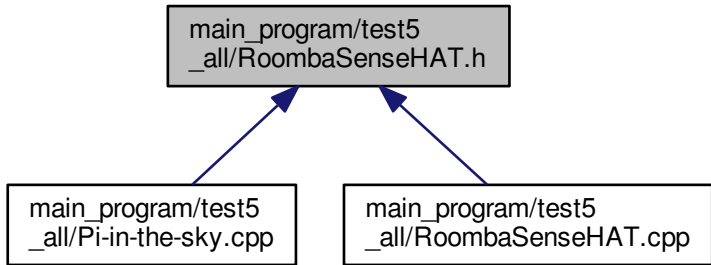 main_program/test5
_all/RoombaSenseHAT.h
main_program/test5
_all/Pi-in-the-sky.cpp
main_program/test5
_all/RoombaSenseHAT.cpp